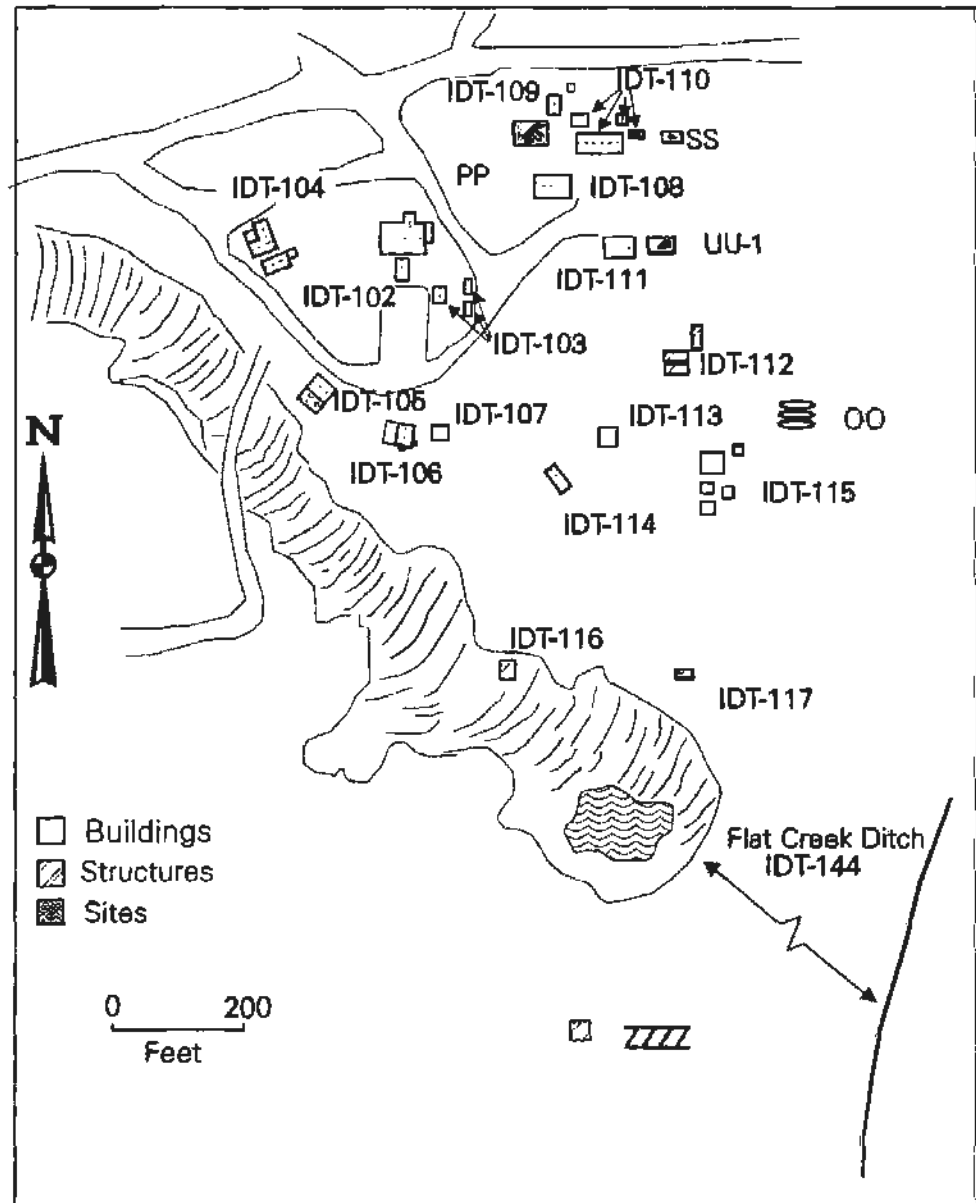 IDT-109
IDT-110
SS
PP
IDT-108
IDT-104
UU-1
IDT-111
IDT-102
IDT-103
IDT-112
IDT-105
IDT-107
IDT-113
OO
IDT-106
IDT-115
IDT-114
N
IDT-116
IDT-117
Buildings
Structures
Sites
Flat Creek Ditch
IDT-144
0 200
Feet